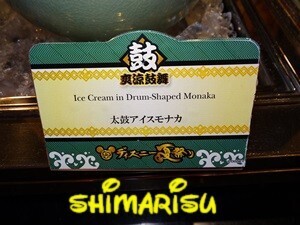 鼓
爽涼鼓舞
Ice Cream in Drum-Shaped Monaka
太鼓アイスモナカ
ディズニー夏祭り
SHIMARISU